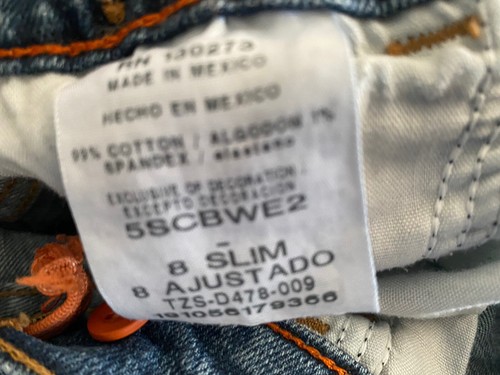 RN 130273
MADE IN MEXICO
HECHO EN MEXICO
99% COTTON / ALGODON 1%
SPANDEX / elastano
EXCLUSIVE OF DECORATION
EXCEPTO DECORACION
5SCBWE2
-
8 SLIM
8 AJUSTADO
TZS-D478-009
191056179366